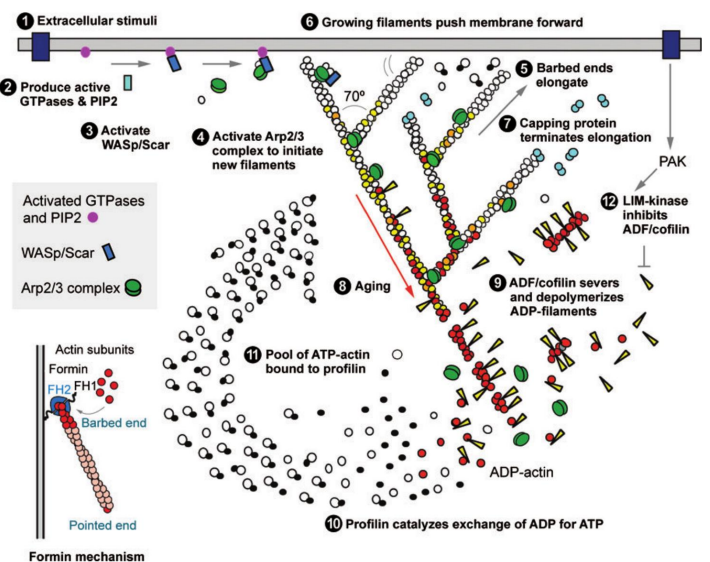 1 Extracellular stimuli
6 Growing filaments push membrane forward
2 Produce active
GTPases & PIP2
3 Activate
WASp/Scar
4 Activate Arp2/3
complex to initiate
new filaments
70º
5 Barbed ends
elongate
7 Capping protein
terminates elongation
PAK
12 LIM-kinase
inhibits
ADF/cofilin
Activated GTPases
and PIP2
WASp/Scar
Arp2/3 complex
8 Aging
9 ADF/cofilin severs
and depolymerizes
ADP-filaments
11 Pool of ATP-actin
bound to profilin
Actin subunits
Formin
FH2
FH1
Barbed end
Pointed end
Formin mechanism
ADP-actin
10 Profilin catalyzes exchange of ADP for ATP